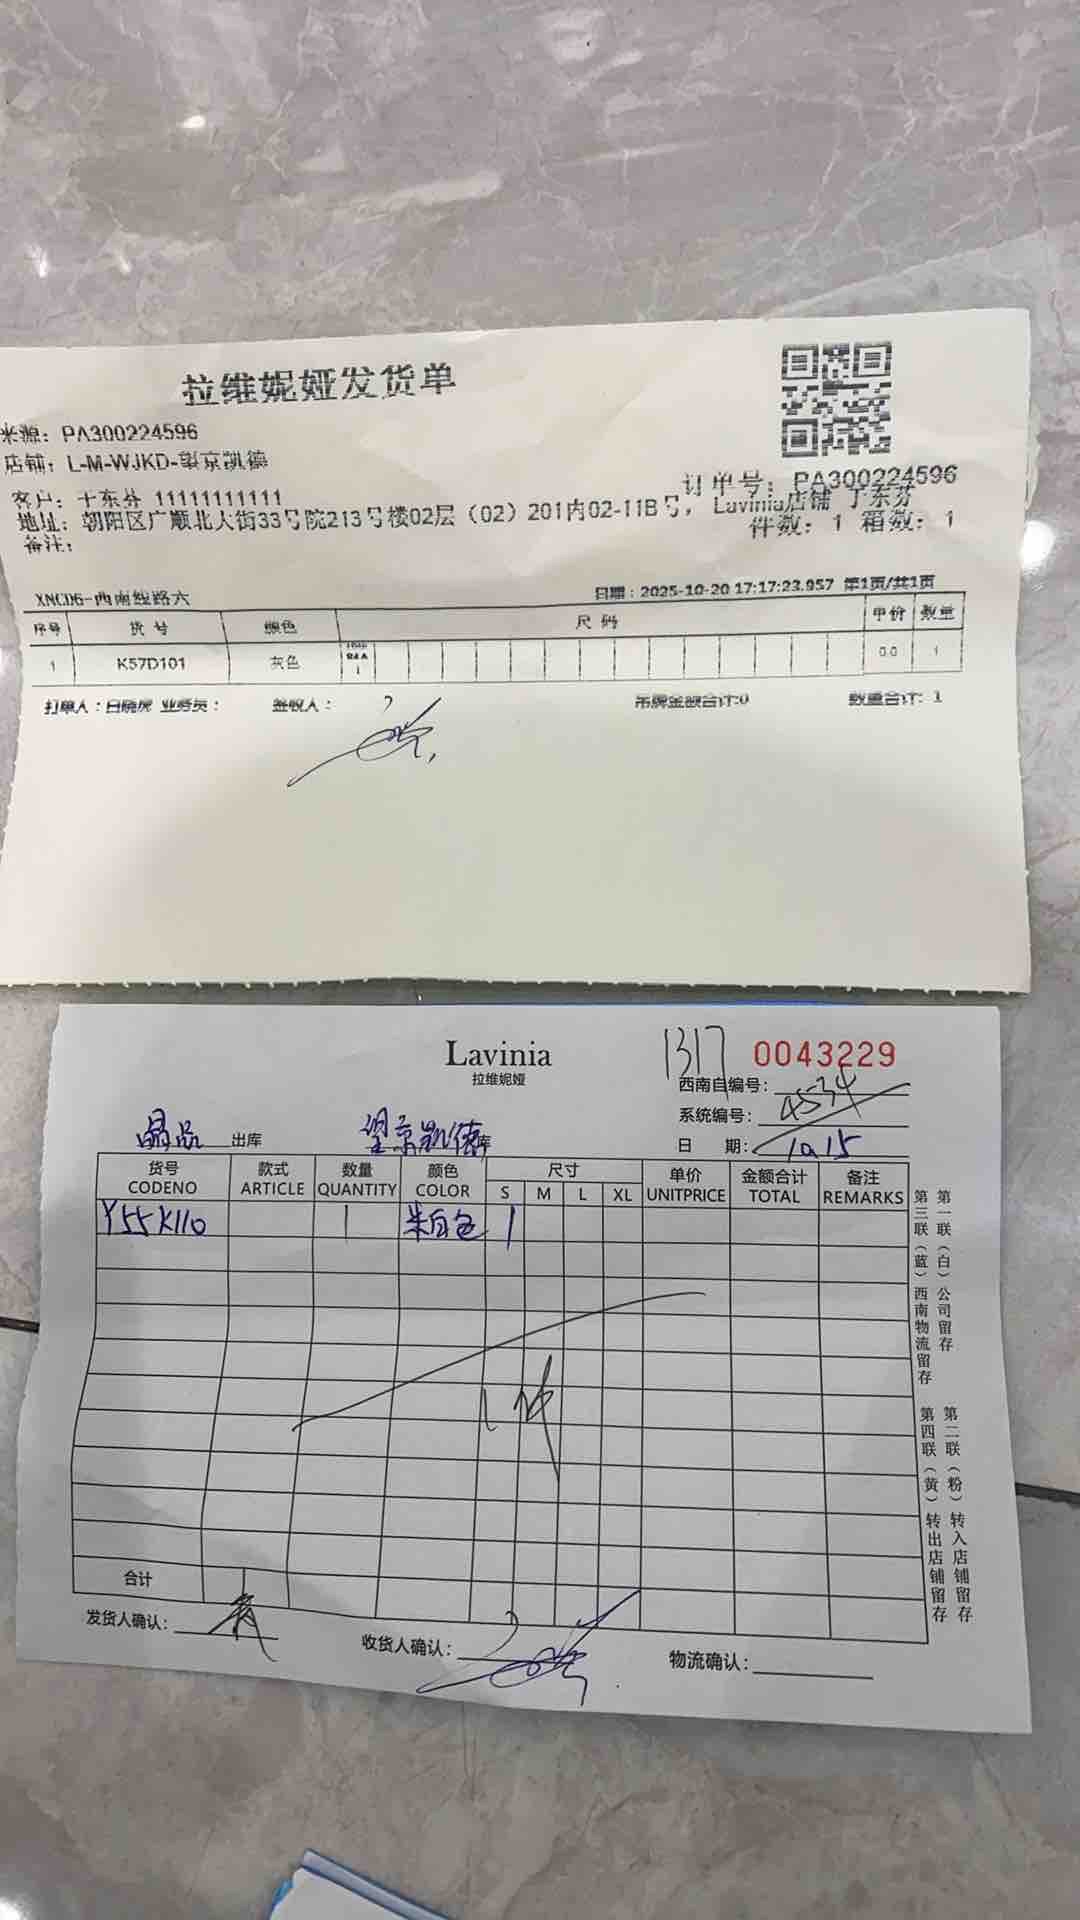 拉维妮娅发货单
来源：PA300224596
店铺：L-M-WJKD-望京凯德
订单号：PA300224596
客户：于东芬 11111111111
地址：朝阳区广顺北大街33号院213号楼02层（02）201内02-11B号，Lavinia店铺 丁东芬
备注：
件数：1 箱数：1
XNCD6-西南线路六
日期：2025-10-20 17:17:23.957 第1页/共1页
序号 货号 颜色 尺码 单价 数量
1 K57D101 灰色 1 0.0 1
打单人：白晓虎 业务员： 签收人： 吊牌金额合计:0 数量合计: 1
Lavinia
拉维妮娅
1317 0043229
西南自编号：
系统编号：4534
日 期：10.15
晶品 出库 望京凯德库
货号 款式 数量 颜色 尺寸 单价 金额合计 备注
CODENO ARTICLE QUANTITY COLOR S M L XL UNITPRICE TOTAL REMARKS
Y55K110 1 米白色 1
1件
合计
发货人确认： 收货人确认： 物流确认：
第一联（白）公司留存
第二联（粉）转入店铺留存
第三联（蓝）西南物流留存
第四联（黄）转出店铺留存